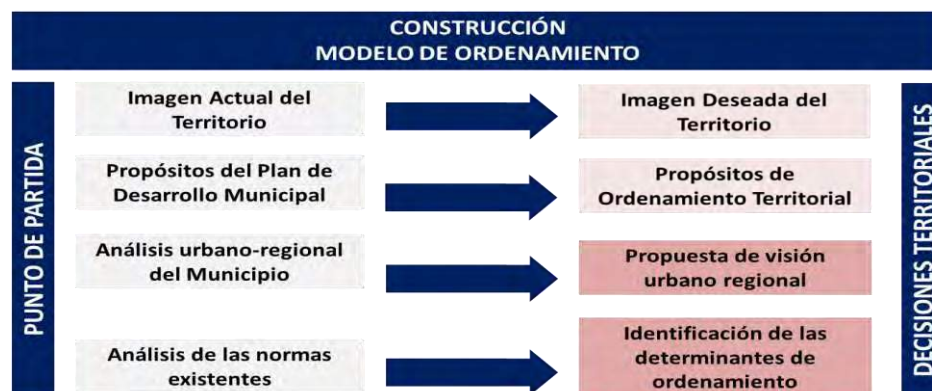 CONSTRUCCIÓN
MODELO DE ORDENAMIENTO
PUNTO DE PARTIDA
Imagen Actual del
Territorio
Imagen Deseada del
Territorio
Propósitos del Plan de
Desarrollo Municipal
Propósitos de
Ordenamiento Territorial
Análisis urbano-regional
del Municipio
Propuesta de visión
urbano regional
Análisis de las normas
existentes
Identificación de las
determinantes de
ordenamiento
DECISIONES TERRITORIALES